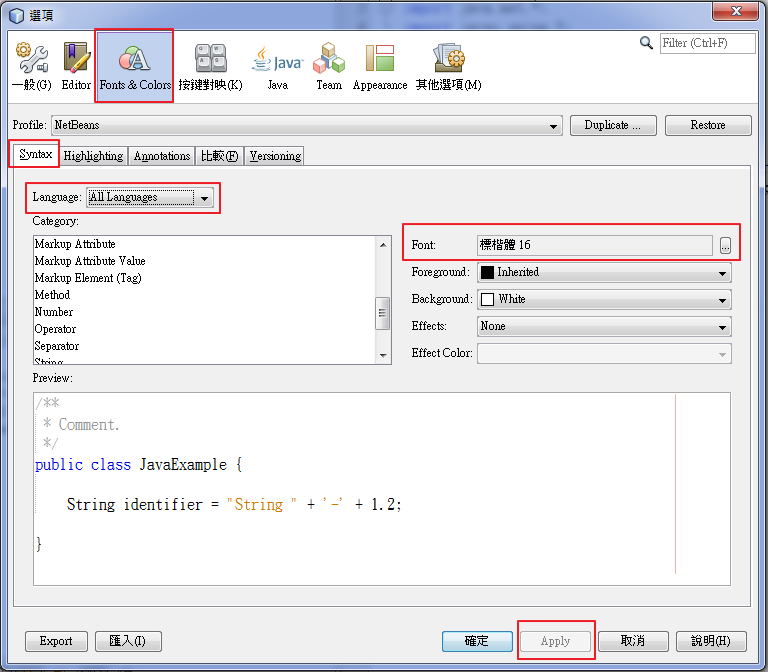 import java.net.*;
選項
一般(G) Editor Fonts & Colors 按鍵對映(K) Java Team Appearance 其他選項(M) Filter (Ctrl+F)
Profile: NetBeans Duplicate ... Restore
Syntax Highlighting Annotations 比較(F) Versioning
Language: All Languages
Category:
Markup Attribute
Markup Attribute Value
Markup Element (Tag)
Method
Number
Operator
Separator
String
Font: 標楷體 16 ...
Foreground: Inherited
Background: White
Effects: None
Effect Color:
Preview:
/**
* Comment.
*/
public class JavaExample {
String identifier = "String " + '-' + 1.2;
}
Export 匯入(I) 確定 Apply 取消 說明(H)